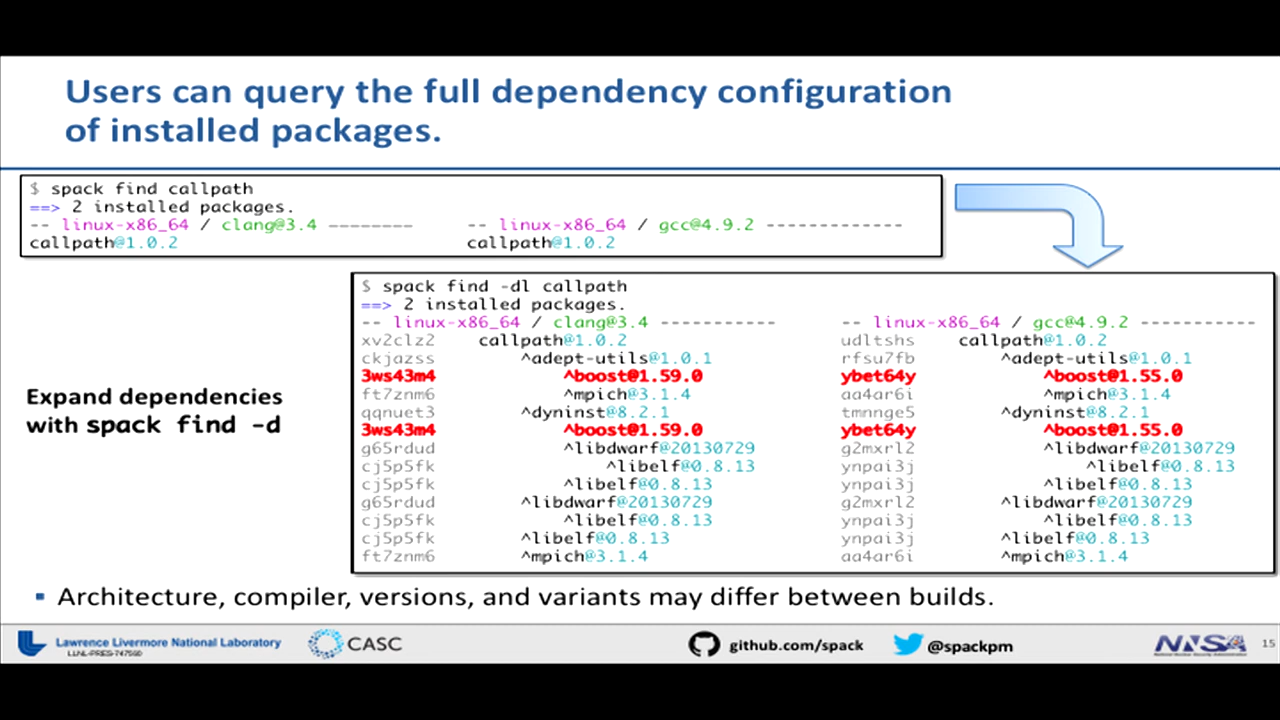 Users can query the full dependency configuration
of installed packages.
$ spack find callpath
==> 2 installed packages.
-- linux-x86_64 / clang@3.4 -------- -- linux-x86_64 / gcc@4.9.2 -------------
callpath@1.0.2 callpath@1.0.2
$ spack find -dl callpath
==> 2 installed packages.
-- linux-x86_64 / clang@3.4 ----------- -- linux-x86_64 / gcc@4.9.2 -----------
xv2clz2 callpath@1.0.2 udltshs callpath@1.0.2
ckjazss ^adept-utils@1.0.1 rfsu7fb ^adept-utils@1.0.1
3ws43m4 ^boost@1.59.0 ybet64y ^boost@1.55.0
ft7znm6 ^mpich@3.1.4 aa4ar6i ^mpich@3.1.4
qqnuet3 ^dyninst@8.2.1 tmnnge5 ^dyninst@8.2.1
3ws43m4 ^boost@1.59.0 ybet64y ^boost@1.55.0
g65rdud ^libdwarf@20130729 g2mxrl2 ^libdwarf@20130729
cj5p5fk ^libelf@0.8.13 ynpai3j ^libelf@0.8.13
cj5p5fk ^libelf@0.8.13 ynpai3j ^libelf@0.8.13
g65rdud ^libdwarf@20130729 g2mxrl2 ^libdwarf@20130729
cj5p5fk ^libelf@0.8.13 ynpai3j ^libelf@0.8.13
cj5p5fk ^libelf@0.8.13 ynpai3j ^libelf@0.8.13
ft7znm6 ^mpich@3.1.4 aa4ar6i ^mpich@3.1.4
Expand dependencies
with spack find -d
▪ Architecture, compiler, versions, and variants may differ between builds.
Lawrence Livermore National Laboratory
CASC
github.com/spack
@spackpm
NNSA
15